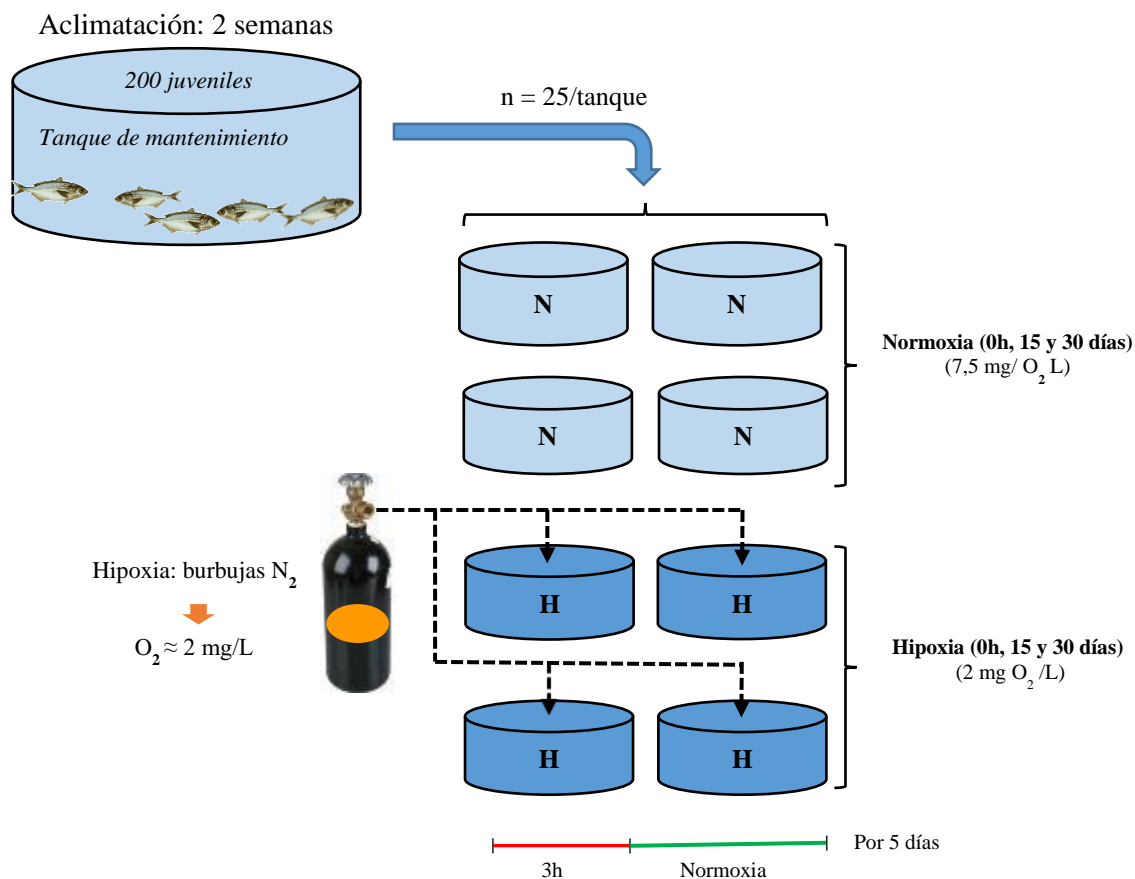 Aclimatación: 2 semanas
200 juveniles
Tanque de mantenimiento
n = 25/tanque
N
N
N
N
Normoxia (0h, 15 y 30 días)
(7,5 mg/ O₂ L)
Hipoxia: burbujas N₂
O₂ ≈ 2 mg/L
H
H
H
H
Hipoxia (0h, 15 y 30 días)
(2 mg O₂ /L)
3h
Normoxia
Por 5 días